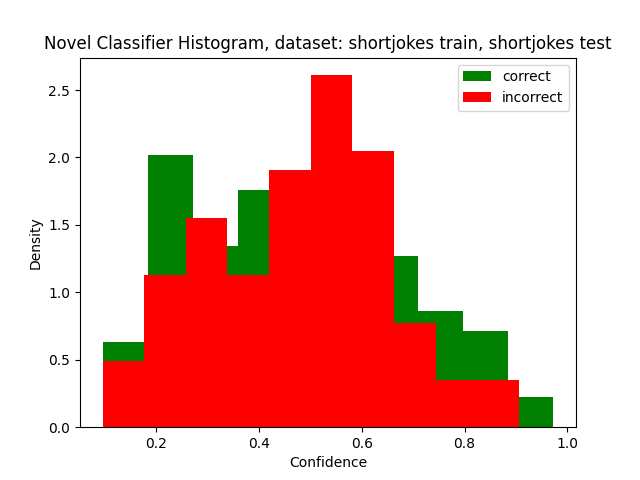 Novel Classifier Histogram, dataset: shortjokes train, shortjokes test
correct
incorrect
2.5
2.0
1.5
1.0
0.5
0.0
Density
0.2 0.4 0.6 0.8 1.0
Confidence